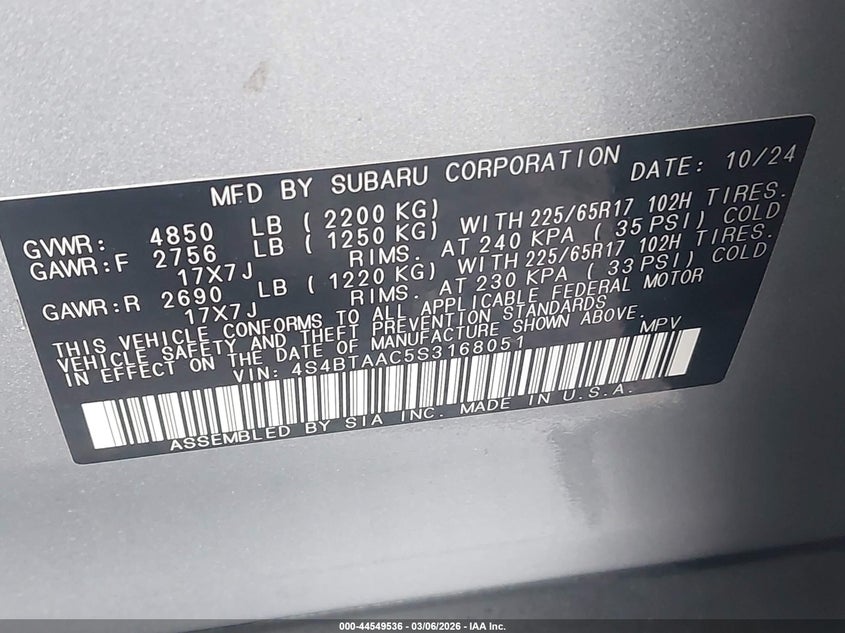 MFD BY SUBARU CORPORATION DATE: 10/24
GVWR: 4850 LB ( 2200 KG)
GAWR:F 2756 LB ( 1250 KG) WITH 225/65R17 102H TIRES.
17X7J RIMS. AT 240 KPA ( 35 PSI) COLD
GAWR:R 2690 LB ( 1220 KG) WITH 225/65R17 102H TIRES.
17X7J RIMS. AT 230 KPA ( 33 PSI) COLD
THIS VEHICLE CONFORMS TO ALL APPLICABLE FEDERAL MOTOR
VEHICLE SAFETY AND THEFT PREVENTION STANDARDS
IN EFFECT ON THE DATE OF MANUFACTURE SHOWN ABOVE.
VIN: 4S4BTAAC5S3168051 MPV
ASSEMBLED BY SIA INC. MADE IN U.S.A.
000-44549536 - 03/06/2026 - IAA Inc.